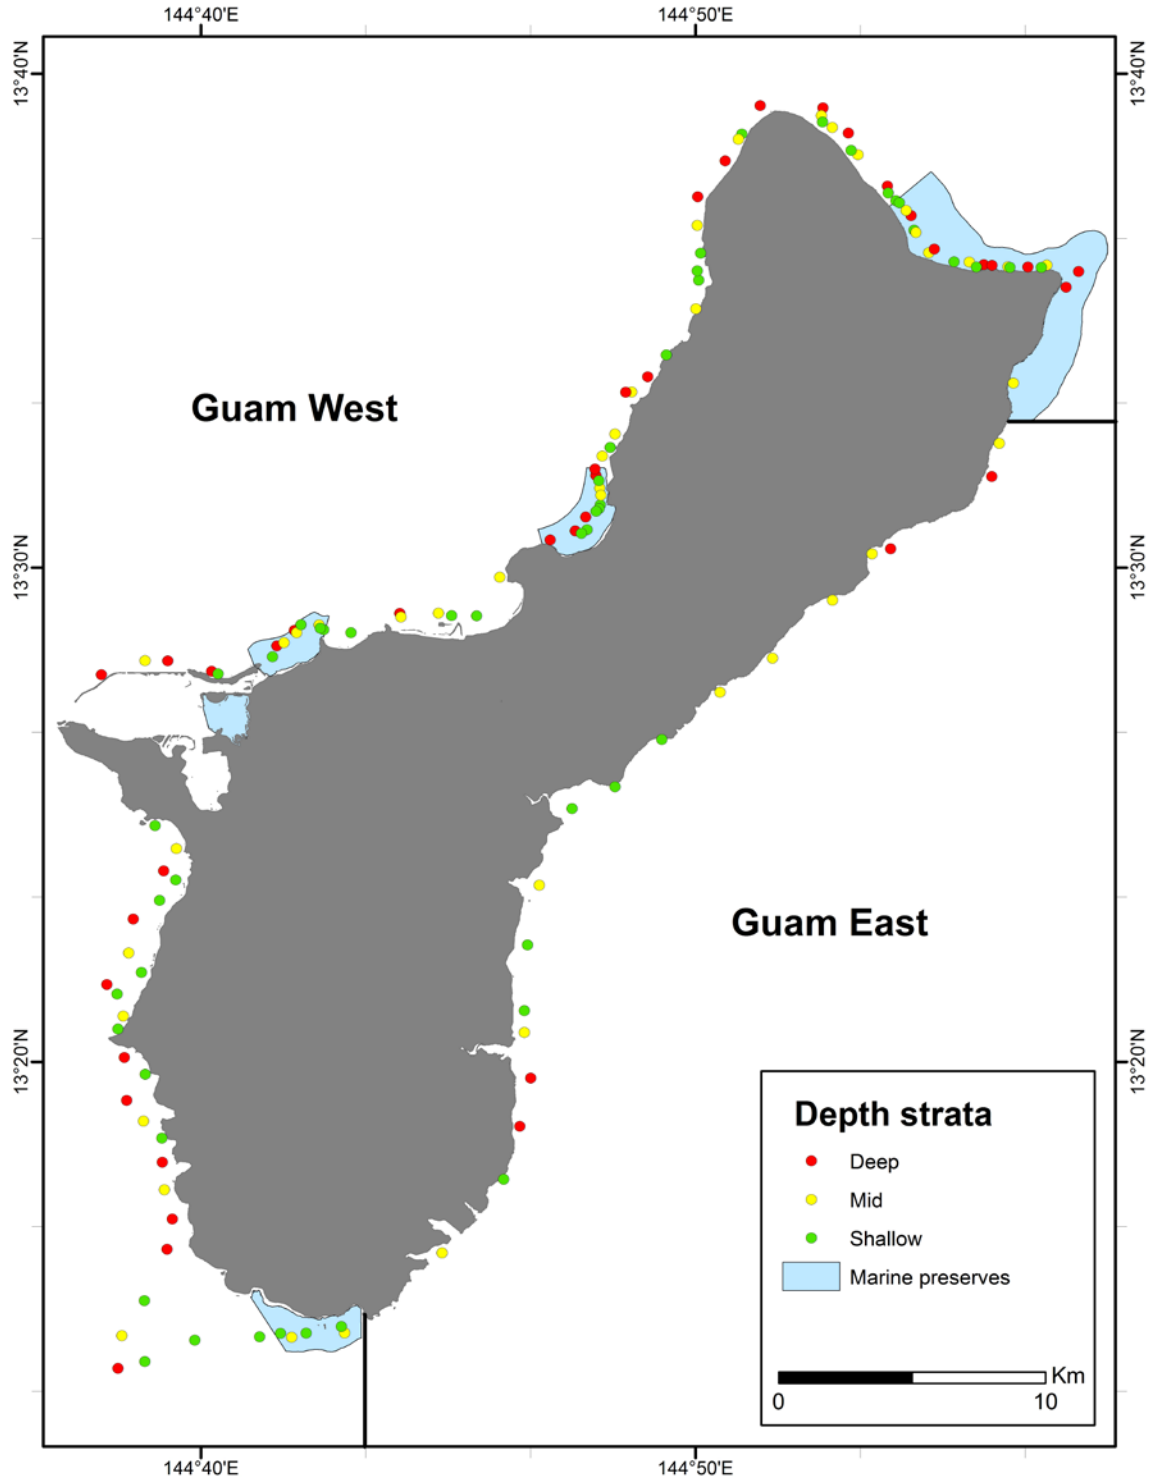 144°40'E 144°50'E
13°40'N 13°40'N
Guam West
13°30'N 13°30'N
Guam East
13°20'N 13°20'N
Depth strata
Deep
Mid
Shallow
Marine preserves
Km
0 10
144°40'E 144°50'E